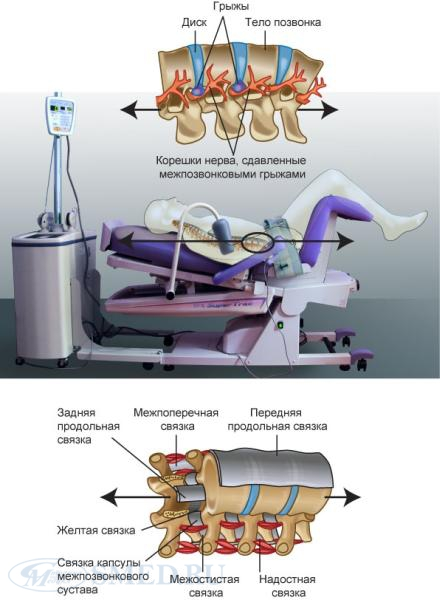 Грыжи
Диск
Тело позвонка
Корешки нерва, сдавленные
межпозвонковыми грыжами
Задняя
продольная
связка
Межпоперечная
связка
Передняя
продольная связка
Желтая связка
Связка капсулы
межпозвонкового
сустава
Межостистая
связка
Надостная
связка